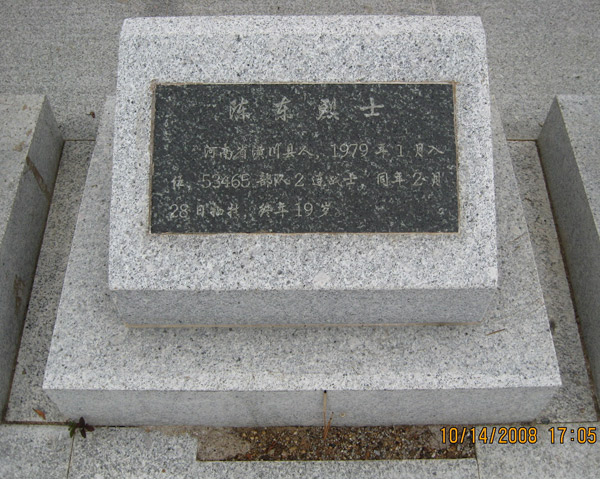 陈东烈士
河南省潢川县人，1979年1月入
伍，53465部队2连战士，同年2月
28日牺牲，终年19岁
10/14/2008 17:05